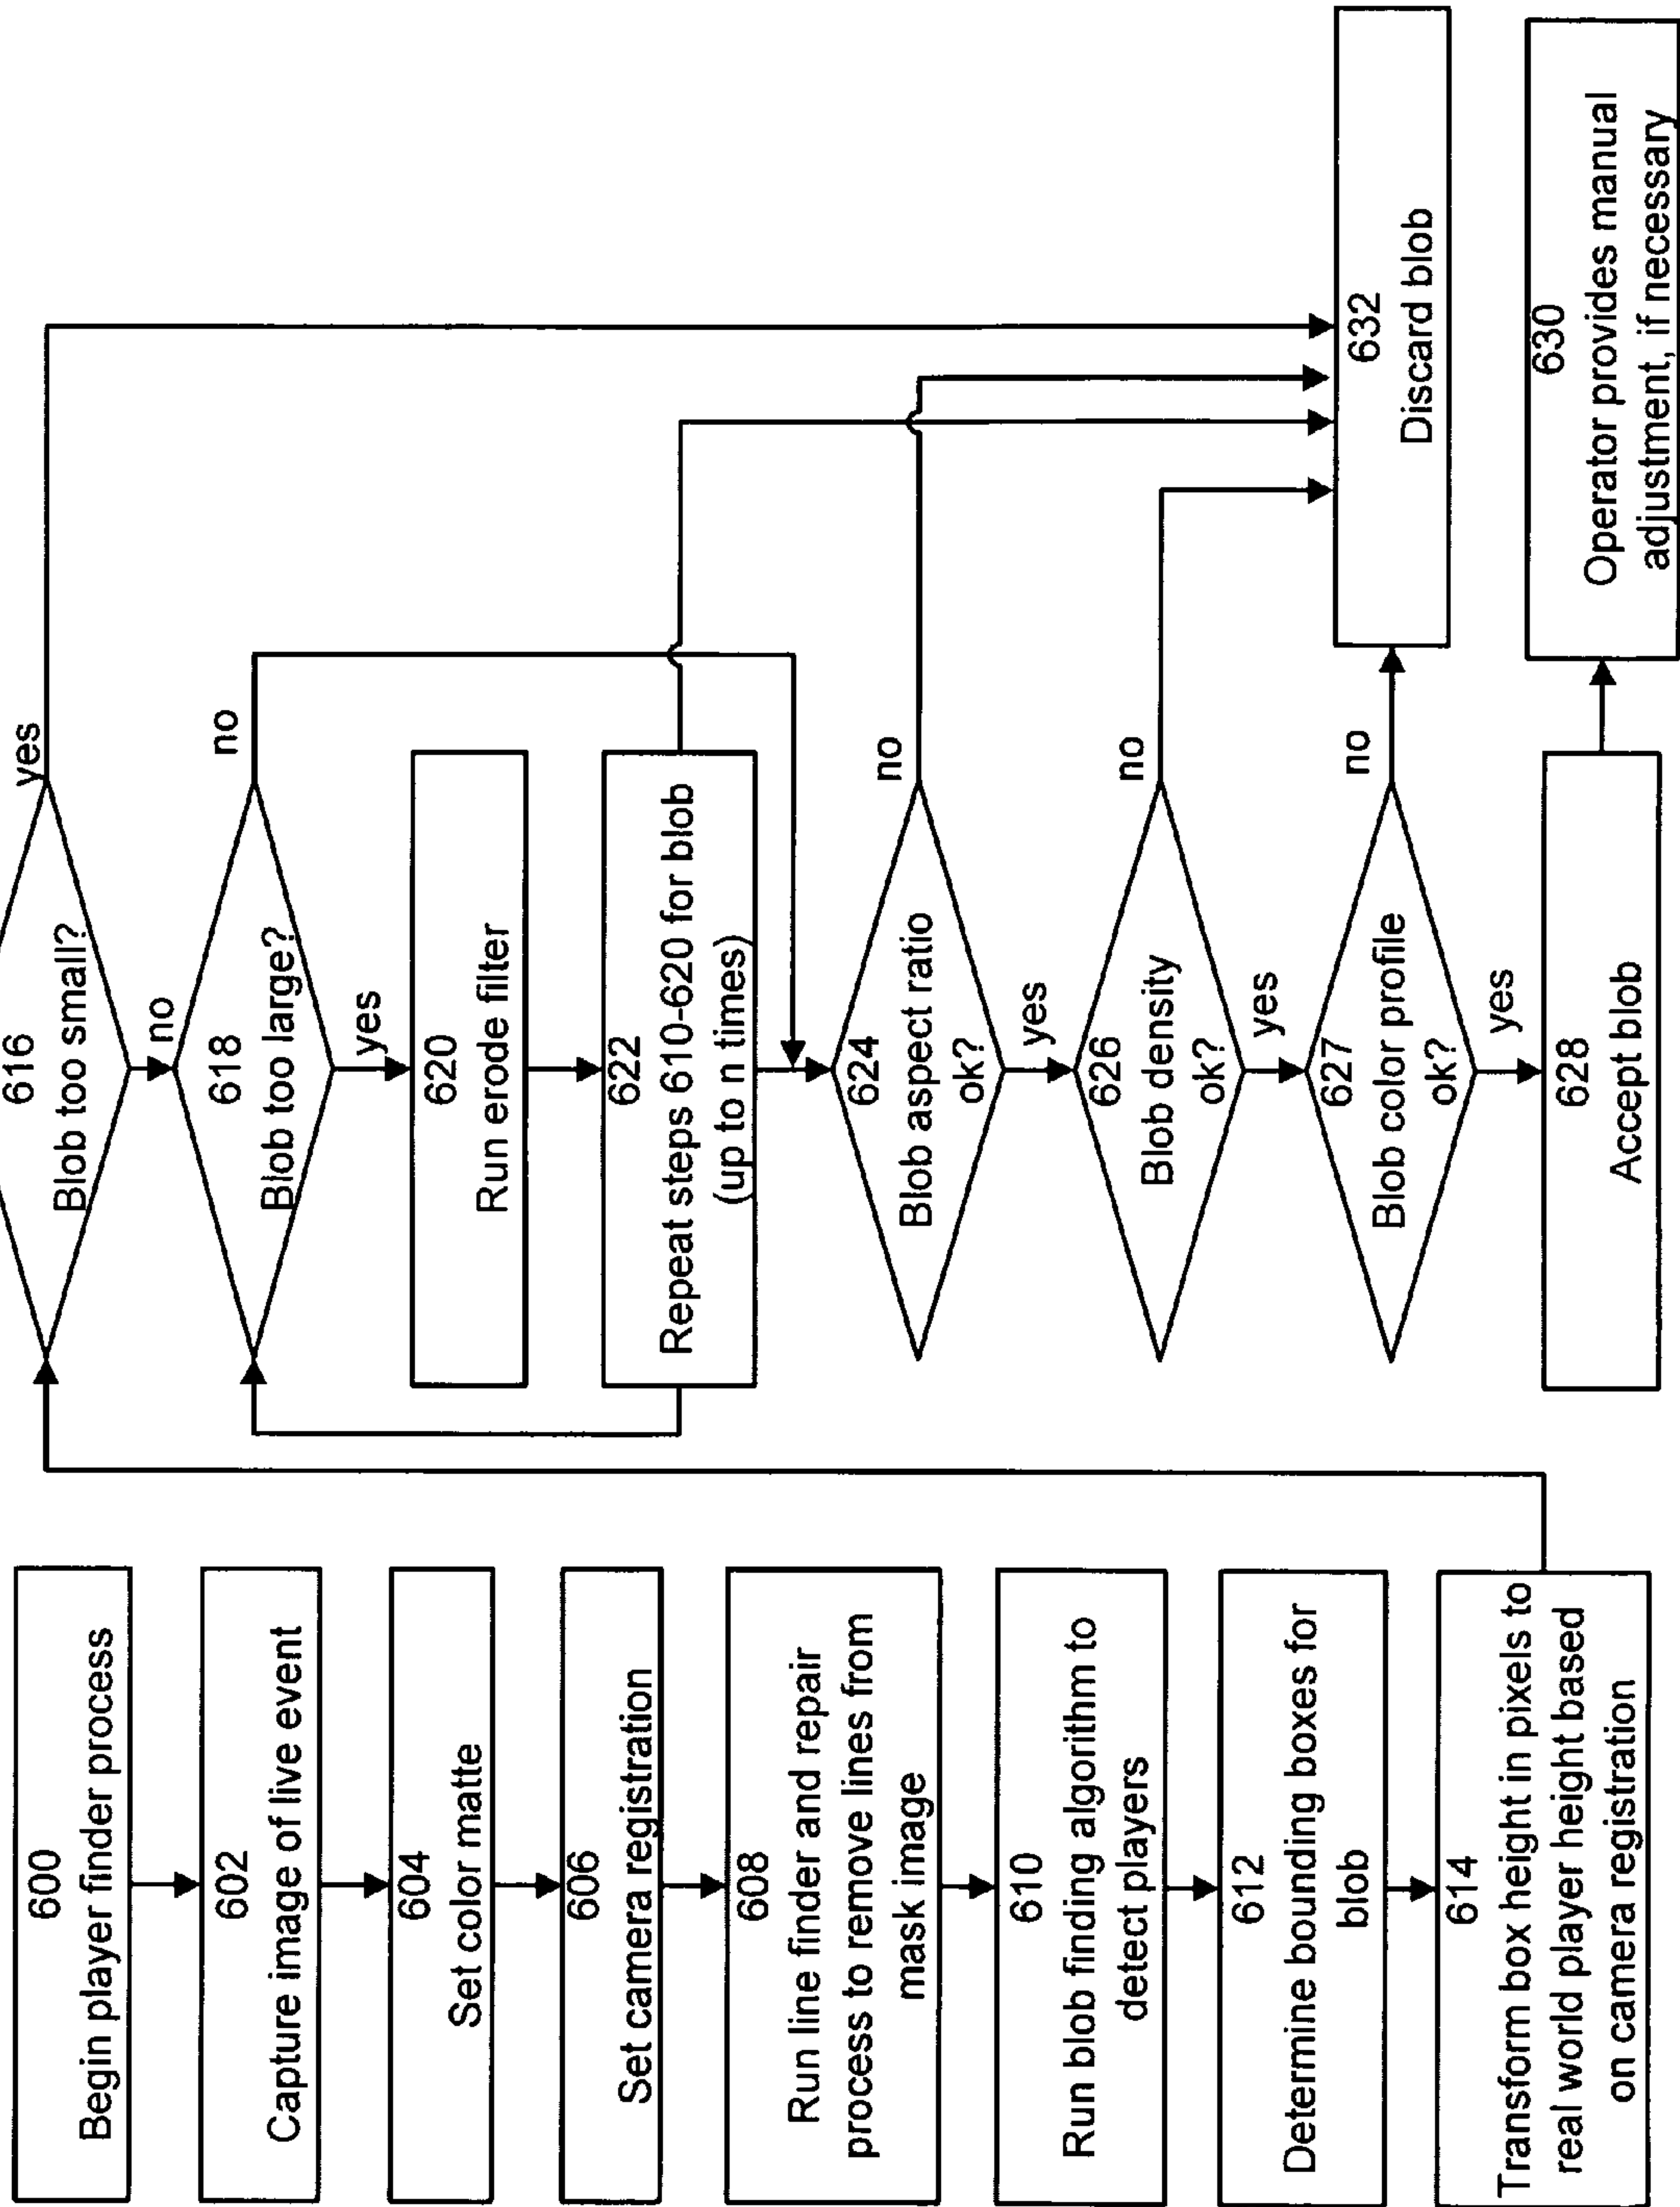 600
Begin player finder process
602
Capture image of live event
604
Set color matte
606
Set camera registration
608
Run line finder and repair
process to remove lines from
mask image
610
Run blob finding algorithm to
detect players
612
Determine bounding boxes for
blob
614
Transform box height in pixels to
real world player height based
on camera registration
616
Blob too small?
yes
no
618
Blob too large?
no
yes
620
Run erode filter
622
Repeat steps 610-620 for blob
(up to n times)
624
Blob aspect ratio
ok?
no
yes
626
Blob density
ok?
no
yes
627
Blob color profile
ok?
no
yes
628
Accept blob
632
Discard blob
630
Operator provides manual
adjustment, if necessary